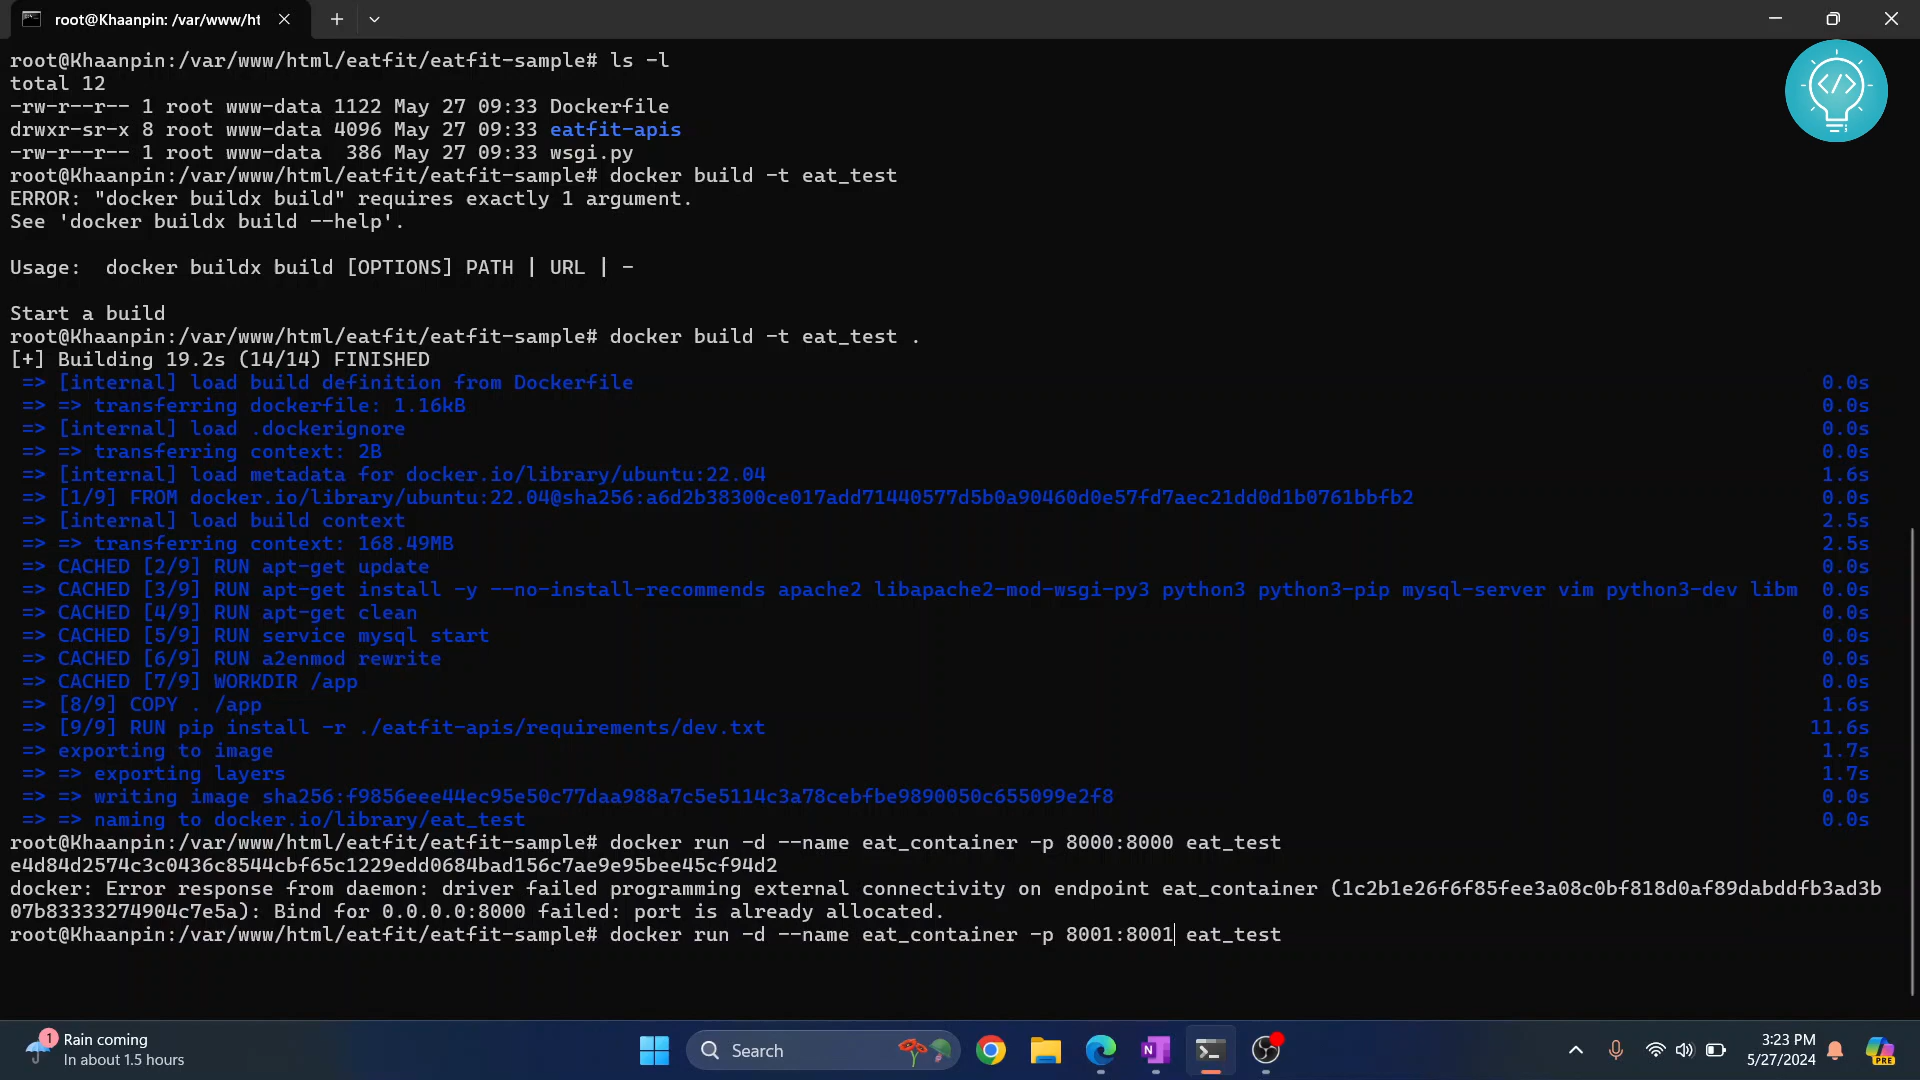 root@Khaanpin: /var/www/ht
root@Khaanpin:/var/www/html/eatfit/eatfit-sample# ls -l
total 12
-rw-r--r-- 1 root www-data 1122 May 27 09:33 Dockerfile
drwxr-sr-x 8 root www-data 4096 May 27 09:33 eatfit-apis
-rw-r--r-- 1 root www-data  386 May 27 09:33 wsgi.py
root@Khaanpin:/var/www/html/eatfit/eatfit-sample# docker build -t eat_test
ERROR: "docker buildx build" requires exactly 1 argument.
See 'docker buildx build --help'.
Usage:  docker buildx build [OPTIONS] PATH | URL | -
Start a build
root@Khaanpin:/var/www/html/eatfit/eatfit-sample# docker build -t eat_test .
[+] Building 19.2s (14/14) FINISHED
=> [internal] load build definition from Dockerfile 0.0s
=> => transferring dockerfile: 1.16kB 0.0s
=> [internal] load .dockerignore 0.0s
=> => transferring context: 2B 0.0s
=> [internal] load metadata for docker.io/library/ubuntu:22.04 1.6s
=> [1/9] FROM docker.io/library/ubuntu:22.04@sha256:a6d2b38300ce017add71440577d5b0a90460d0e57fd7aec21dd0d1b0761bbfb2 0.0s
=> [internal] load build context 2.5s
=> => transferring context: 168.49MB 2.5s
=> CACHED [2/9] RUN apt-get update 0.0s
=> CACHED [3/9] RUN apt-get install -y --no-install-recommends apache2 libapache2-mod-wsgi-py3 python3 python3-pip mysql-server vim python3-dev libm 0.0s
=> CACHED [4/9] RUN apt-get clean 0.0s
=> CACHED [5/9] RUN service mysql start 0.0s
=> CACHED [6/9] RUN a2enmod rewrite 0.0s
=> CACHED [7/9] WORKDIR /app 0.0s
=> [8/9] COPY . /app 1.6s
=> [9/9] RUN pip install -r ./eatfit-apis/requirements/dev.txt 11.6s
=> exporting to image 1.7s
=> => exporting layers 1.7s
=> => writing image sha256:f9856eee44ec95e50c77daa988a7c5e5114c3a78cebfbe9890050c655099e2f8 0.0s
=> => naming to docker.io/library/eat_test 0.0s
root@Khaanpin:/var/www/html/eatfit/eatfit-sample# docker run -d --name eat_container -p 8000:8000 eat_test
e4d84d2574c3c0436c8544cbf65c1229edd0684bad156c7ae9e95bee45cf94d2
docker: Error response from daemon: driver failed programming external connectivity on endpoint eat_container (1c2b1e26f6f85fee3a08c0bf818d0af89dabddfb3ad3b
07b83333274904c7e5a): Bind for 0.0.0.0:8000 failed: port is already allocated.
root@Khaanpin:/var/www/html/eatfit/eatfit-sample# docker run -d --name eat_container -p 8001:8001 eat_test
1
Rain coming
In about 1.5 hours
Search
N
3:23 PM
5/27/2024
PRE